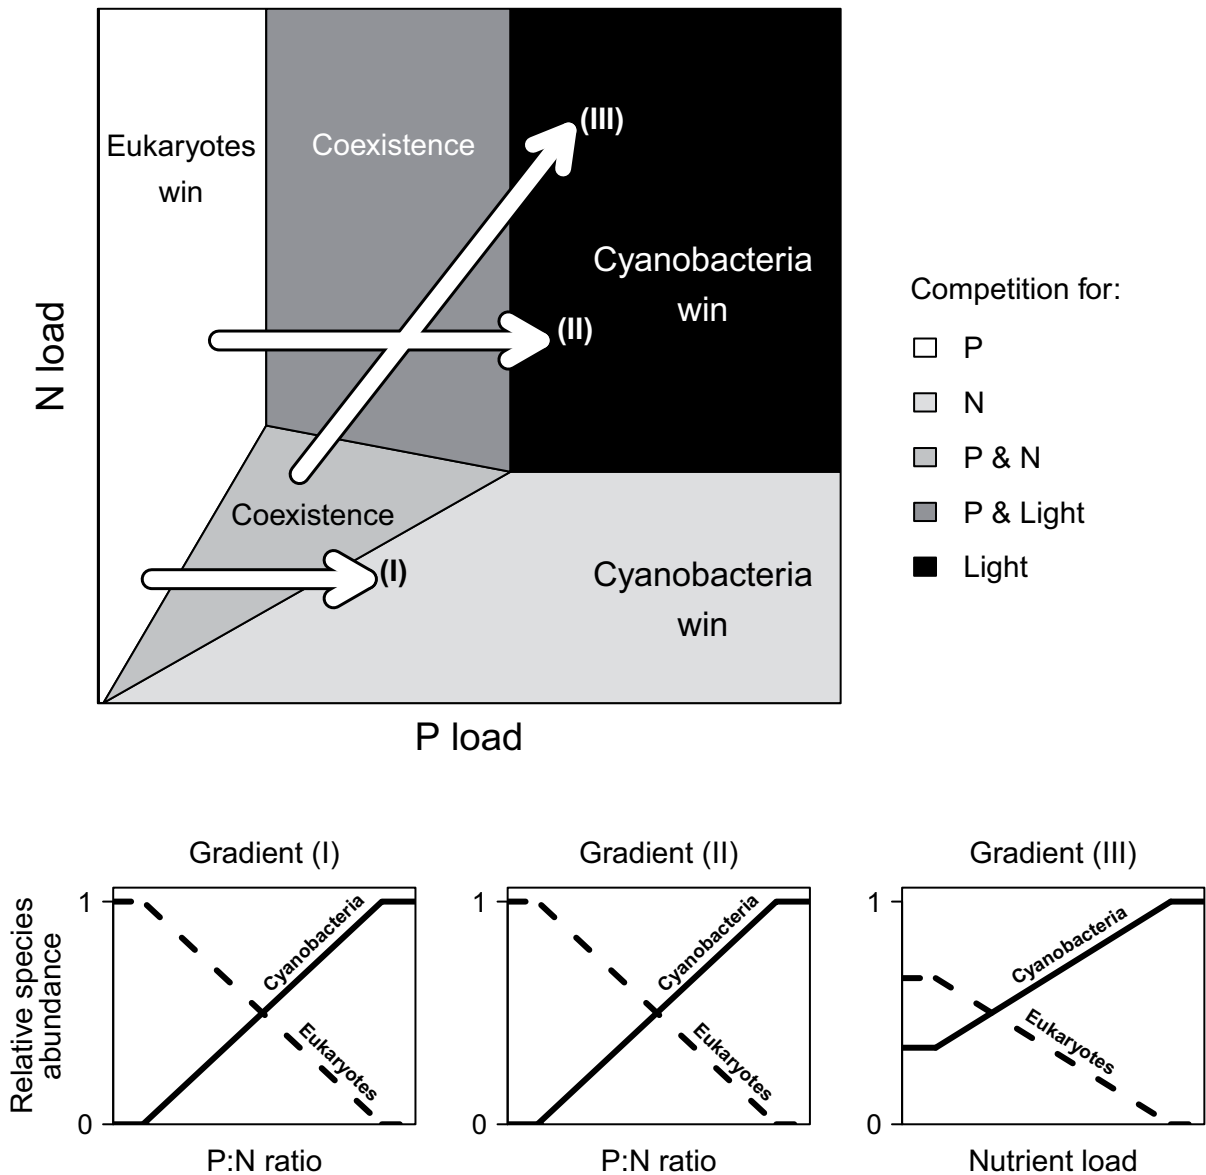 Eukaryotes
win
Coexistence
(III)
Cyanobacteria
win
(II)
Coexistence
(I)
Cyanobacteria
win
N load
P load
Competition for:
P
N
P & N
P & Light
Light
Gradient (I)
Relative species
abundance
1
0
Cyanobacteria
Eukaryotes
P:N ratio
Gradient (II)
1
0
Cyanobacteria
Eukaryotes
P:N ratio
Gradient (III)
1
0
Cyanobacteria
Eukaryotes
Nutrient load